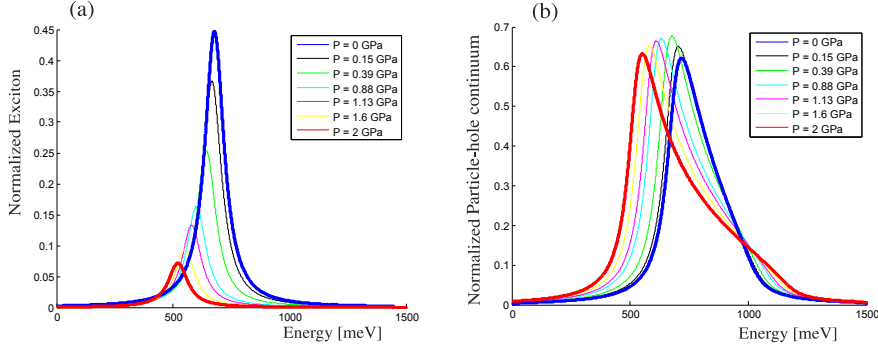 (a)
Normalized Exciton
0.45
0.4
0.35
0.3
0.25
0.2
0.15
0.1
0.05
0
0
500
1000
1500
Energy [meV]
P = 0 GPa
P = 0.15 GPa
P = 0.39 GPa
P = 0.88 GPa
P = 1.13 GPa
P = 1.6 GPa
P = 2 GPa
(b)
Normalized Particle-hole continuum
0.7
0.6
0.5
0.4
0.3
0.2
0.1
0
0
500
1000
1500
Energy [meV]
P = 0 GPa
P = 0.15 GPa
P = 0.39 GPa
P = 0.88 GPa
P = 1.13 GPa
P = 1.6 GPa
P = 2 GPa